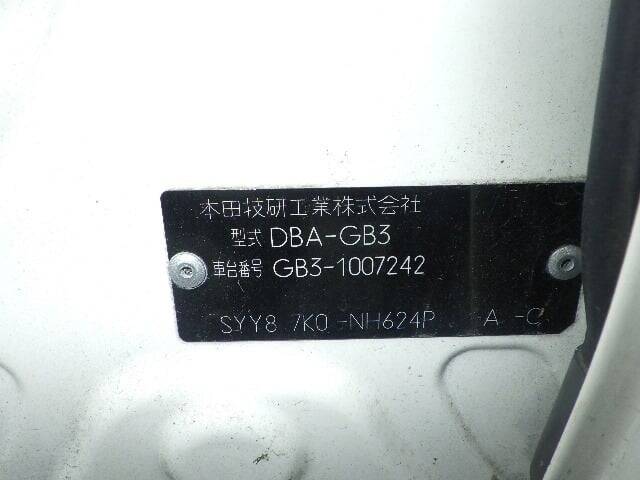 本田技研工業株式会社
型式 DBA-GB3
車台番号 GB3-1007242
SYY8 7K0 -NH624P A -C